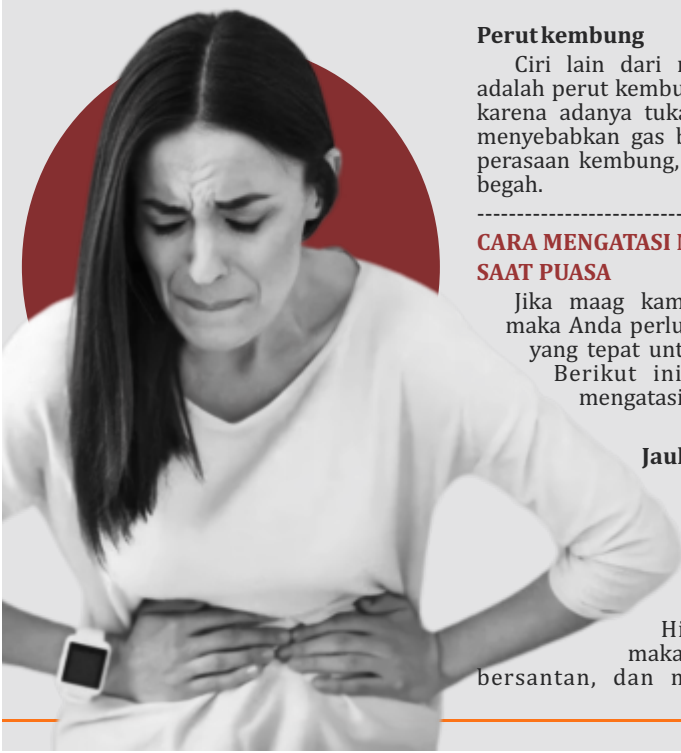 Perut kembung
Ciri lain dari
adalah perut kembu
karena adanya tuka
menyebabkan gas
perasaan kembung,
begah.
CARA MENGATASI
SAAT PUASA
Jika maag kam
maka Anda perlu
yang tepat unt
Berikut ini
mengatasi
Jaul
Hi
maka
bersantan, dan